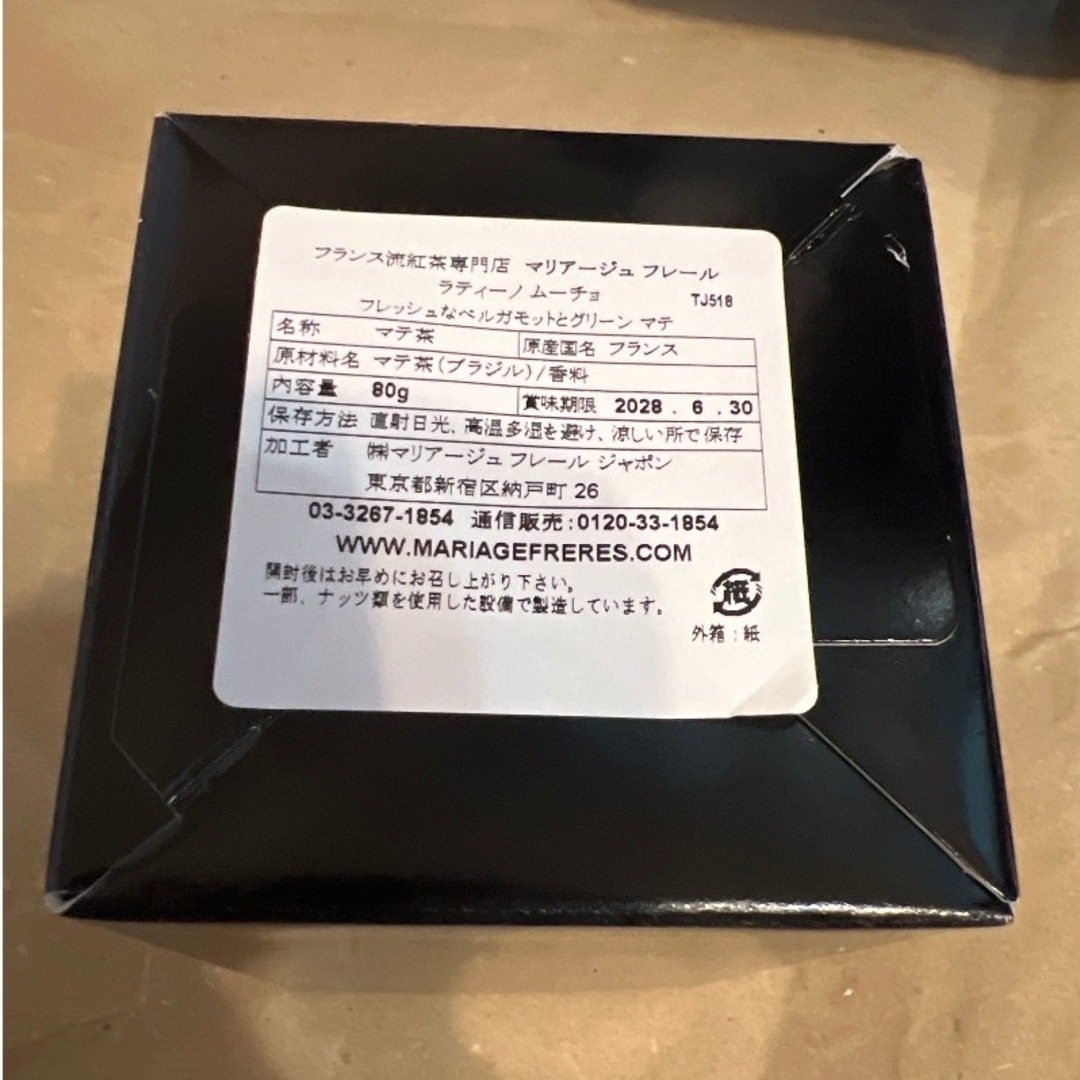 フランス流紅茶専門店 マリアージュ フレール
ラティーノ ムーチョ TJ518
フレッシュなベルガモットとグリーン マテ
名称 マテ茶 原産国名 フランス
原材料名 マテ茶(ブラジル)/香料
内容量 80g 賞味期限 2028 . 6 . 30
保存方法 直射日光、高温多湿を避け、涼しい所で保存
加工者 ㈱マリアージュ フレール ジャポン
東京都新宿区納戸町 26
03-3267-1854 通信販売:0120-33-1854
WWW.MARIAGEFRERES.COM
開封後はお早めにお召し上がり下さい。
一部、ナッツ類を使用した設備で製造しています。
紙
外箱:紙